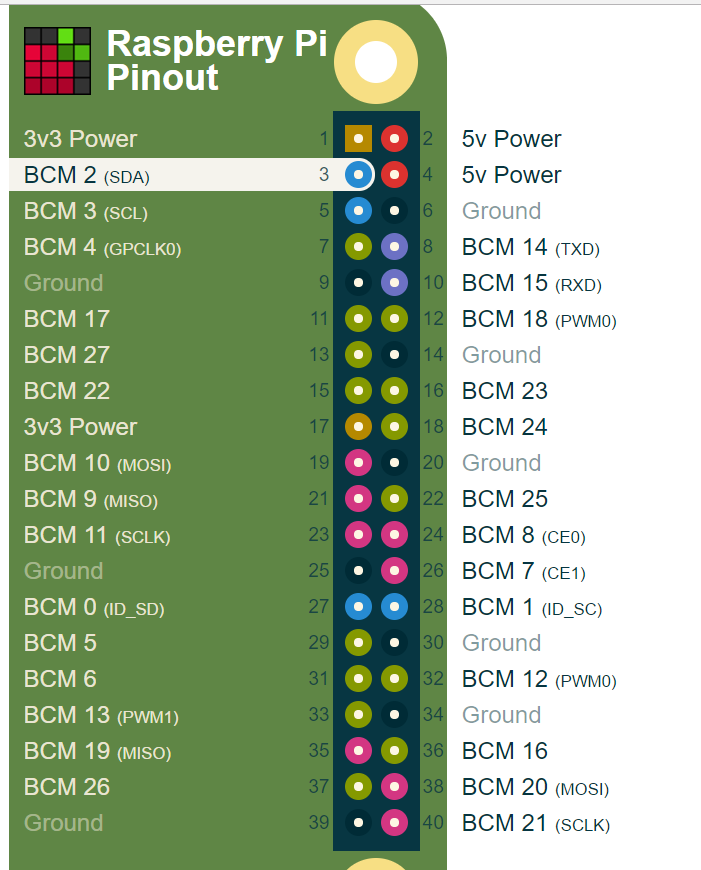 Raspberry Pi
Pinout
3v3 Power 1 2 5v Power
BCM 2 (SDA) 3 4 5v Power
BCM 3 (SCL) 5 6 Ground
BCM 4 (GPCLK0) 7 8 BCM 14 (TXD)
Ground 9 10 BCM 15 (RXD)
BCM 17 11 12 BCM 18 (PWM0)
BCM 27 13 14 Ground
BCM 22 15 16 BCM 23
3v3 Power 17 18 BCM 24
BCM 10 (MOSI) 19 20 Ground
BCM 9 (MISO) 21 22 BCM 25
BCM 11 (SCLK) 23 24 BCM 8 (CE0)
Ground 25 26 BCM 7 (CE1)
BCM 0 (ID_SD) 27 28 BCM 1 (ID_SC)
BCM 5 29 30 Ground
BCM 6 31 32 BCM 12 (PWM0)
BCM 13 (PWM1) 33 34 Ground
BCM 19 (MISO) 35 36 BCM 16
BCM 26 37 38 BCM 20 (MOSI)
Ground 39 40 BCM 21 (SCLK)